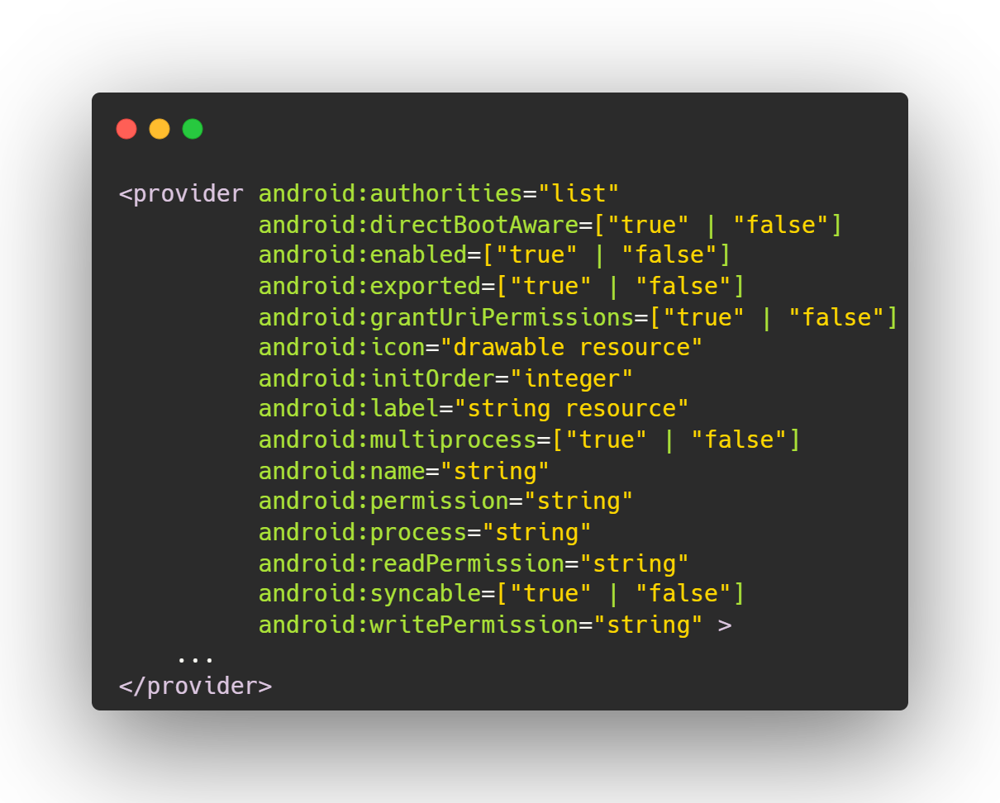 <provider android:authorities="list"
          android:directBootAware=["true" | "false"]
          android:enabled=["true" | "false"]
          android:exported=["true" | "false"]
          android:grantUriPermissions=["true" | "false"]
          android:icon="drawable resource"
          android:initOrder="integer"
          android:label="string resource"
          android:multiprocess=["true" | "false"]
          android:name="string"
          android:permission="string"
          android:process="string"
          android:readPermission="string"
          android:syncable=["true" | "false"]
          android:writePermission="string" >
    ...
</provider>